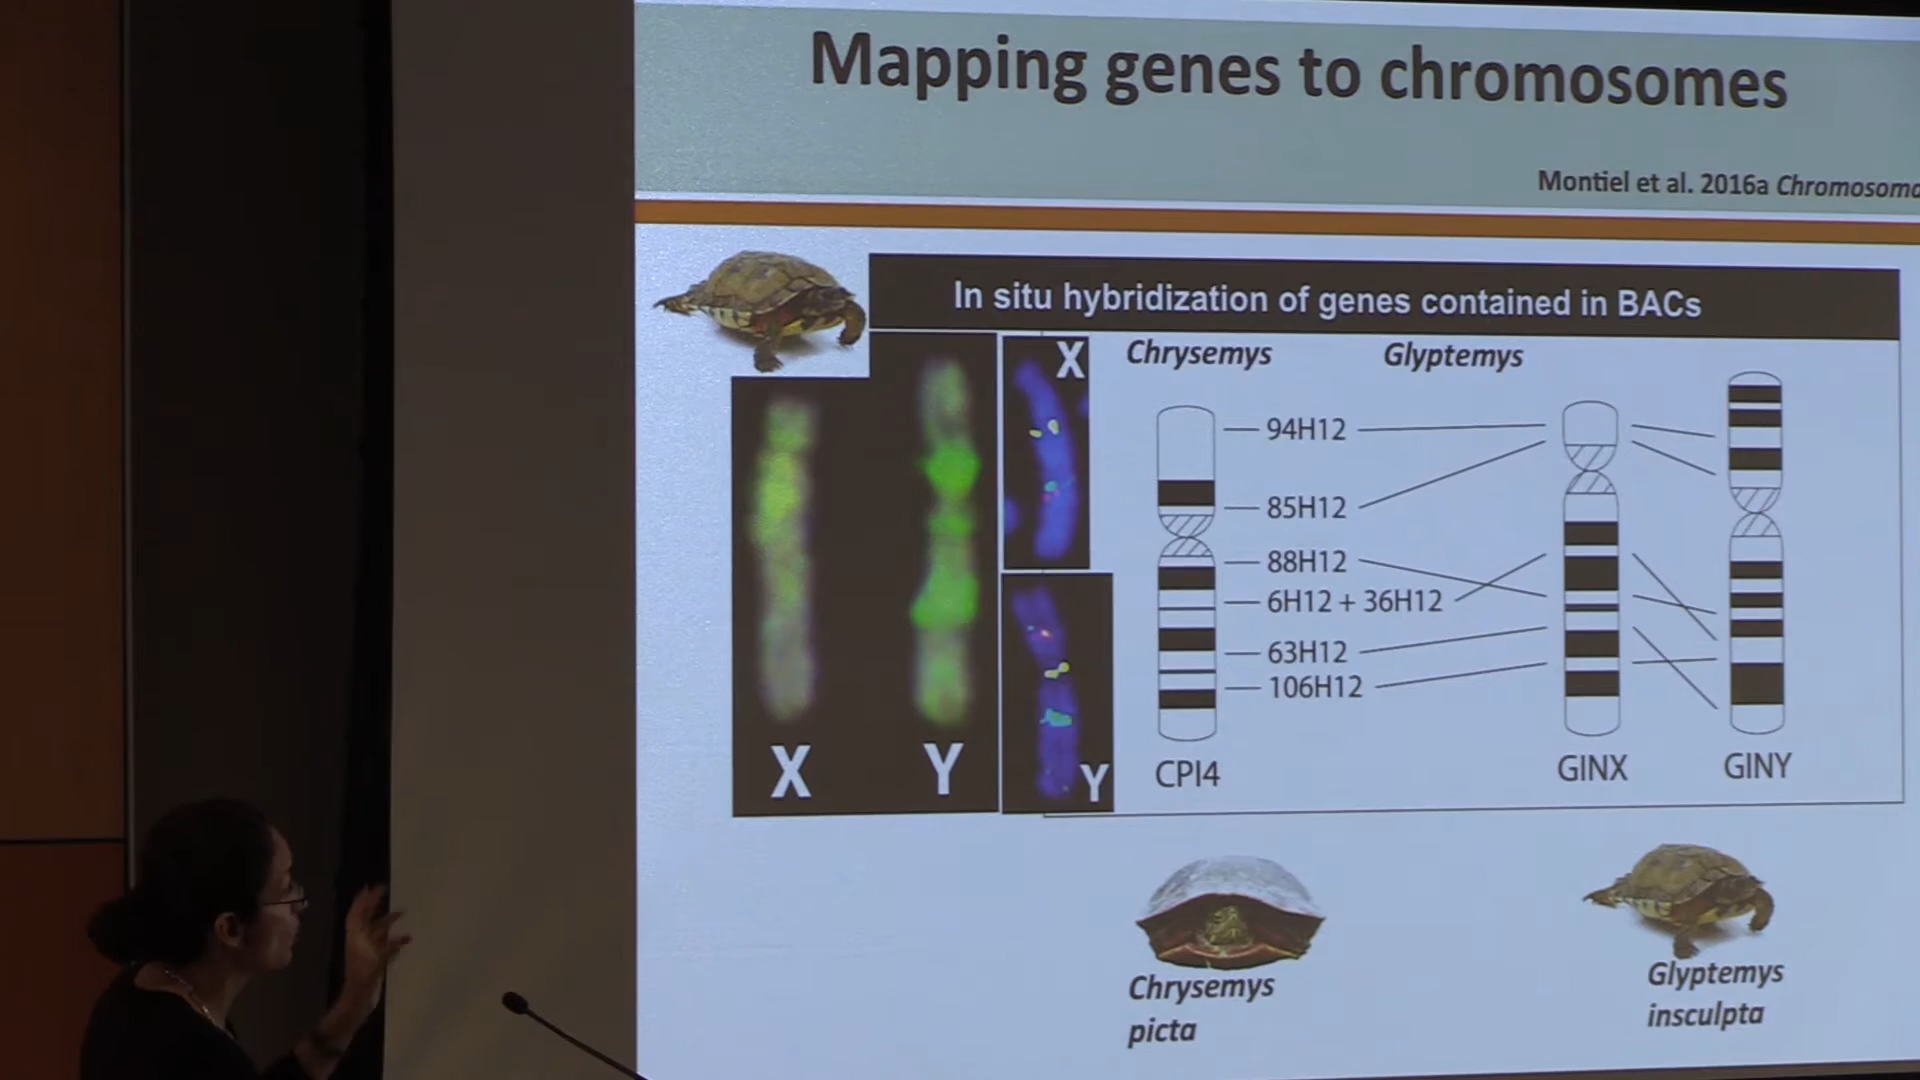 Mapping genes to chromosomes
Montiel et al. 2016a Chromosoma
In situ hybridization of genes contained in BACs
X
Chrysemys
Glyptemys
94H12
85H12
88H12
6H12 + 36H12
63H12
106H12
X
Y
Y
CPI4
GINX
GINY
Chrysemys
picta
Glyptemys
insculpta